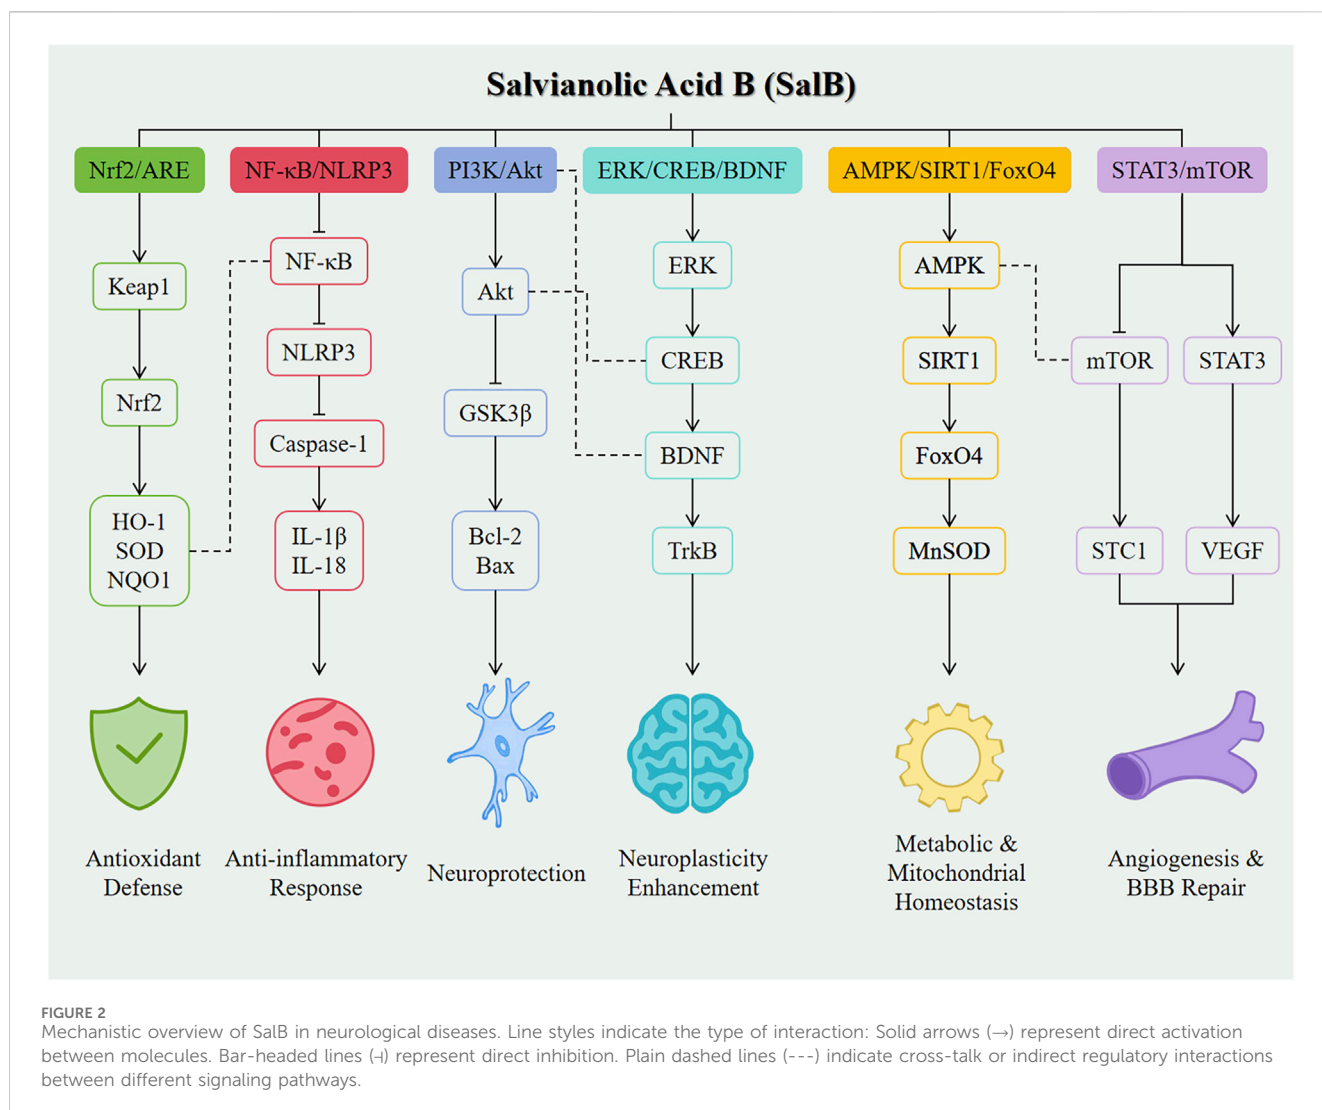 Salvianolic Acid B (SalB)
Nrf2/ARE
NF-κB/NLRP3
PI3K/Akt
ERK/CREB/BDNF
AMPK/SIRT1/FoxO4
STAT3/mTOR
Keap1
Nrf2
HO-1
SOD
NQO1
NF-κB
NLRP3
Caspase-1
IL-1β
IL-18
Akt
GSK3β
Bcl-2
Bax
ERK
CREB
BDNF
TrkB
AMPK
SIRT1
FoxO4
MnSOD
mTOR
STAT3
STC1
VEGF
Antioxidant
Defense
Anti-inflammatory
Response
Neuroprotection
Neuroplasticity
Enhancement
Metabolic &
Mitochondrial
Homeostasis
Angiogenesis &
BBB Repair
FIGURE 2
Mechanistic overview of SalB in neurological diseases. Line styles indicate the type of interaction: Solid arrows (→) represent direct activation
between molecules. Bar-headed lines (⊣) represent direct inhibition. Plain dashed lines (---) indicate cross-talk or indirect regulatory interactions
between different signaling pathways.